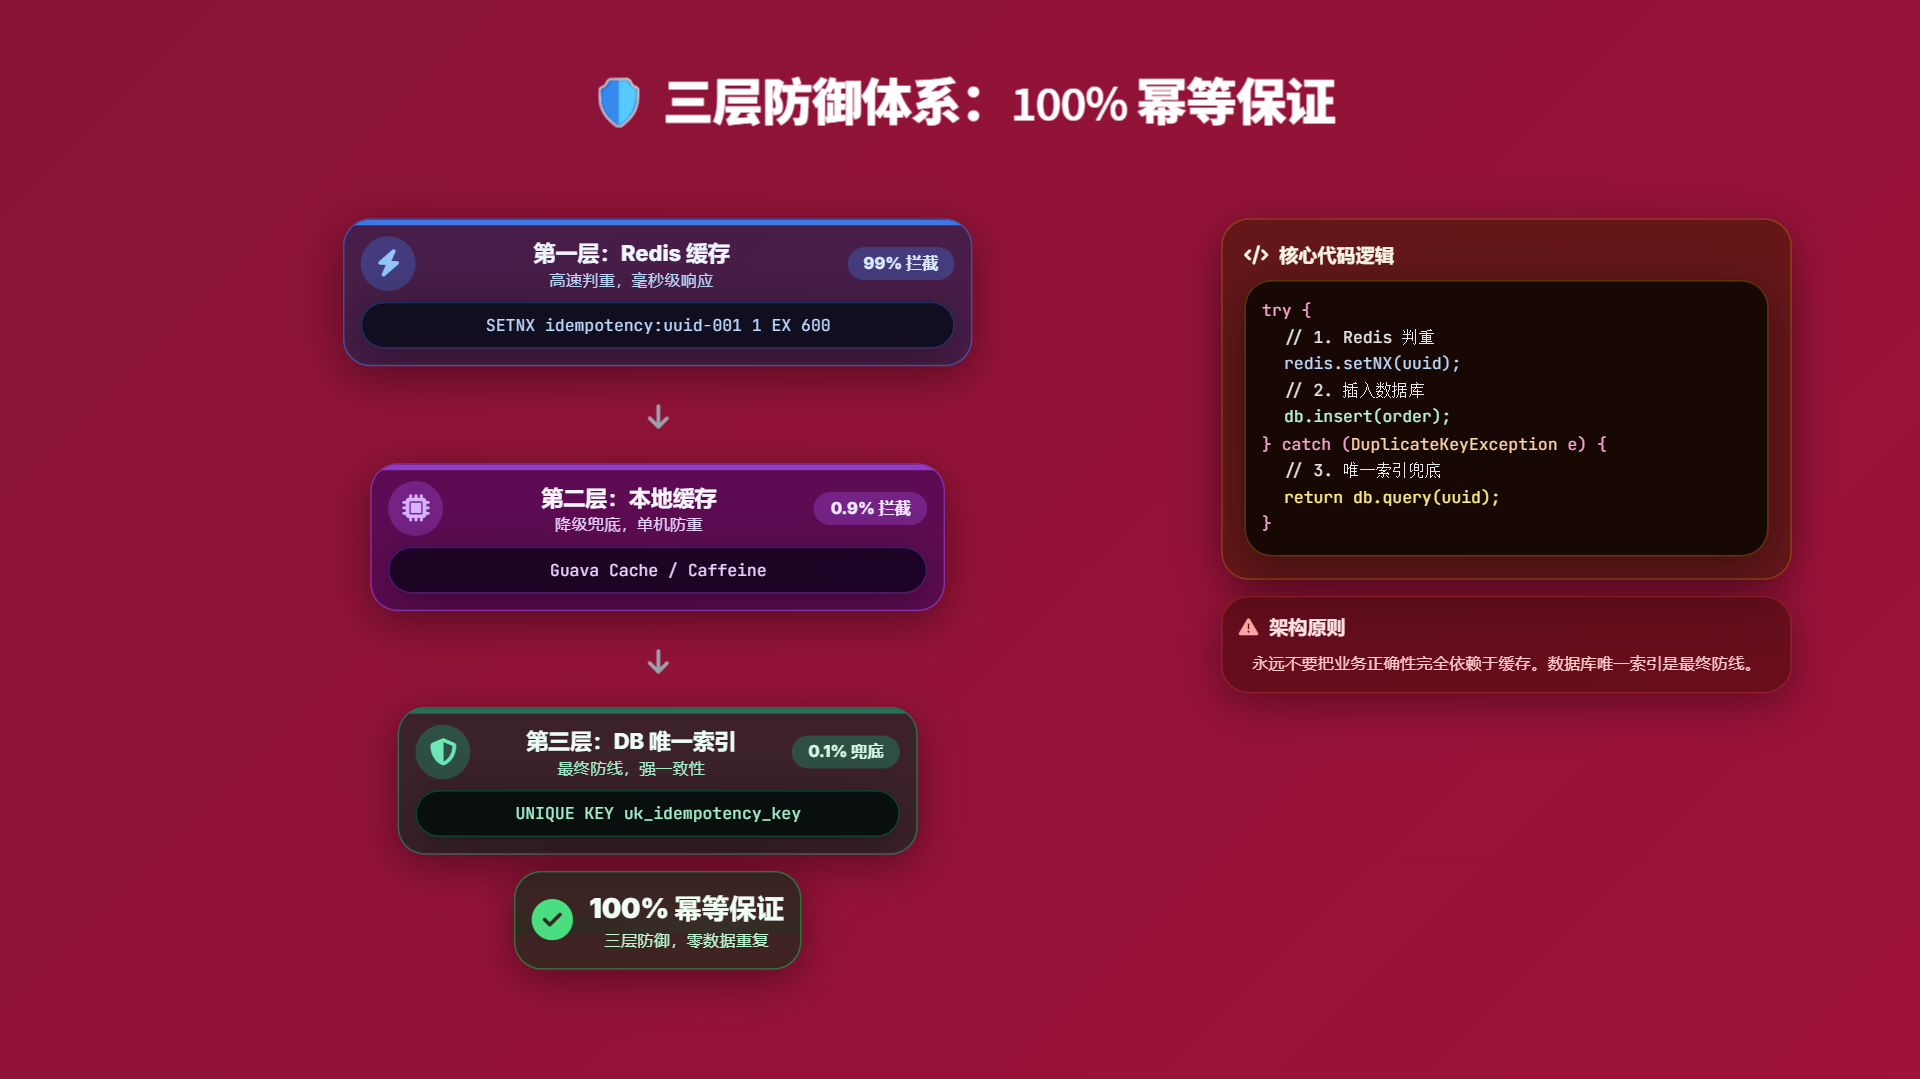 三层防御体系：100% 幂等保证
第一层：Redis 缓存
高速判重，毫秒级响应
99% 拦截
SETNX idempotency:uuid-001 1 EX 600
第二层：本地缓存
降级兜底，单机防重
0.9% 拦截
Guava Cache / Caffeine
第三层：DB 唯一索引
最终防线，强一致性
0.1% 兜底
UNIQUE KEY uk_idempotency_key
100% 幂等保证
三层防御，零数据重复
</> 核心代码逻辑
try {
// 1. Redis 判重
redis.setNX(uuid);
// 2. 插入数据库
db.insert(order);
} catch (DuplicateKeyException e) {
// 3. 唯一索引兜底
return db.query(uuid);
}
架构原则
永远不要把业务正确性完全依赖于缓存。数据库唯一索引是最终防线。